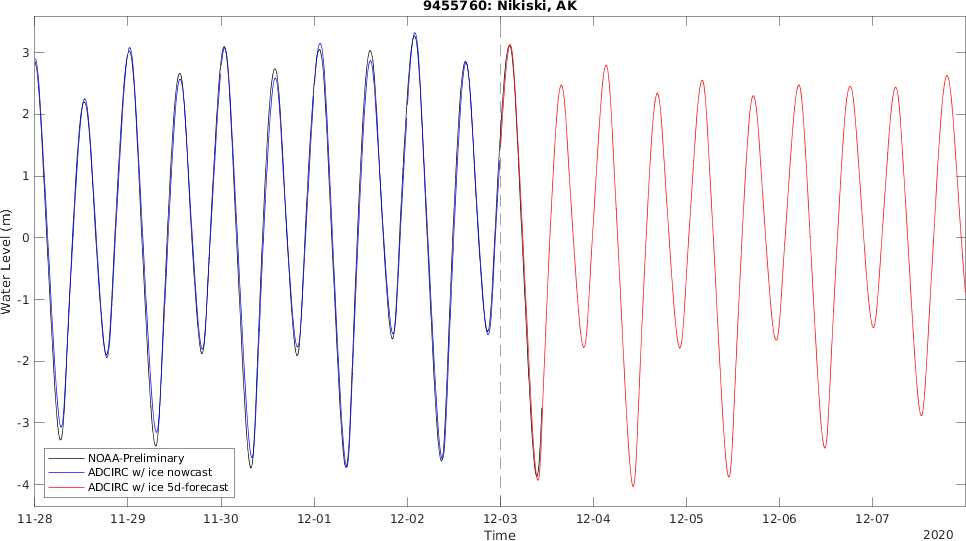 9455760: Nikiski, AK
Water Level (m)
3
2
1
0
-1
-2
-3
-4
NOAA-Preliminary
ADCIRC w/ ice nowcast
ADCIRC w/ ice 5d-forecast
11-28 11-29 11-30 12-01 12-02 12-03 12-04 12-05 12-06 12-07
Time
2020